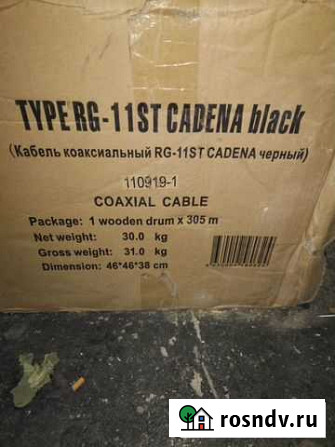 TYPE RG-11ST CADENA black
(Кабель коаксиальный RG-11ST CADENA черный)
110919-1
COAXIAL CABLE
Package: 1 wooden drum x 305 m
Net weight: 30.0 kg
Gross weight: 31.0 kg
Dimension: 46*46*38 cm
rosndv.ru